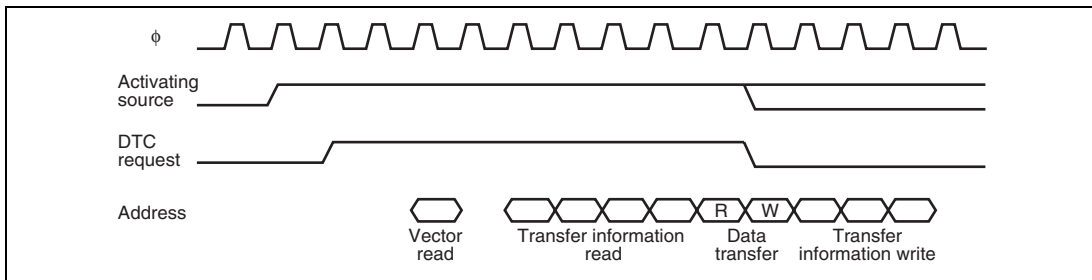 φ
Activating
source
DTC
request
Address
R W
Vector
read
Transfer information
read
Data
transfer
Transfer
information write